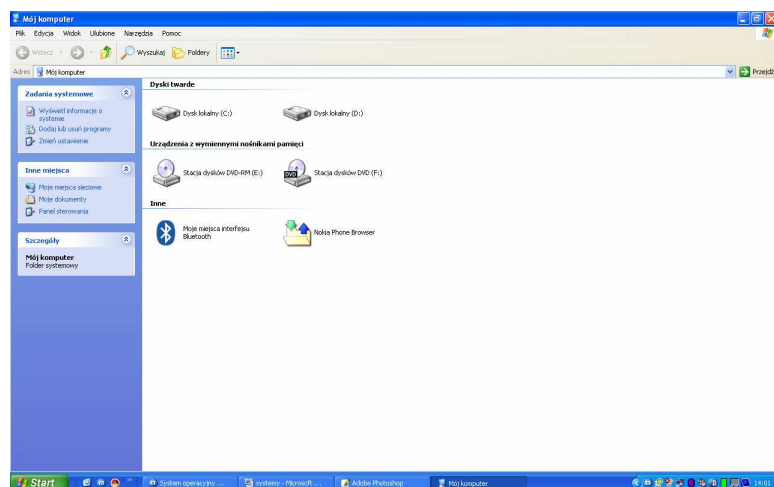 Mój komputer
Plik Edycja Widok Ulubione Narzędzia Pomoc
Wstecz Wyszukaj Foldery
Adres Mój komputer Przejdź
Zadania systemowe
Wyświetl informacje o
systemie
Dodaj lub usuń programy
Zmień ustawienie
Inne miejsca
Moje miejsca sieciowe
Moje dokumenty
Panel sterowania
Szczegóły
Mój komputer
Folder systemowy
Dyski twarde
Dysk lokalny (C:) Dysk lokalny (D:)
Urządzenia z wymiennymi nośnikami pamięci
Stacja dysków DVD-RM (E:) Stacja dysków DVD (F:)
DVD
Inne
Moje miejsca interfejsu
Bluetooth
Nokia Phone Browser
Start System operacyjny ... systemy - Microsoft ... Adobe Photoshop Mój komputer 14:01